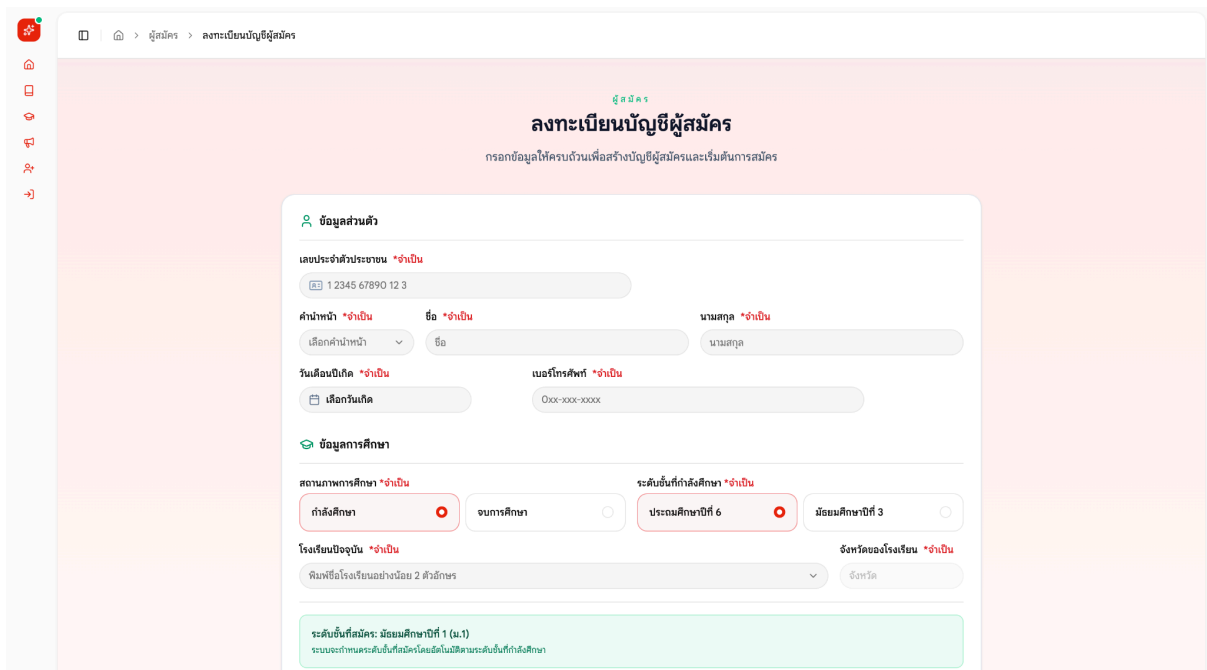 ผู้สมัคร > ลงทะเบียนบัญชีผู้สมัคร
ผู้สมัคร
ลงทะเบียนบัญชีผู้สมัคร
กรอกข้อมูลให้ครบถ้วนเพื่อสร้างบัญชีผู้สมัครและเริ่มต้นการสมัคร
ข้อมูลส่วนตัว
เลขประจำตัวประชาชน *จำเป็น
1 2345 67890 12 3
คำนำหน้า *จำเป็น ชื่อ *จำเป็น นามสกุล *จำเป็น
เลือกคำนำหน้า ชื่อ นามสกุล
วันเดือนปีเกิด *จำเป็น เบอร์โทรศัพท์ *จำเป็น
เลือกวันเกิด 0xx-xxx-xxxx
ข้อมูลการศึกษา
สถานภาพการศึกษา *จำเป็น ระดับชั้นที่กำลังศึกษา *จำเป็น
กำลังศึกษา จบการศึกษา ประถมศึกษาปีที่ 6 มัธยมศึกษาปีที่ 3
โรงเรียนปัจจุบัน *จำเป็น จังหวัดของโรงเรียน *จำเป็น
พิมพ์ชื่อโรงเรียนอย่างน้อย 2 ตัวอักษร จังหวัด
ระดับชั้นที่สมัคร: มัธยมศึกษาปีที่ 1 (ม.1)
ระบบจะกำหนดระดับชั้นที่สมัครโดยอัตโนมัติตามระดับชั้นที่กำลังศึกษา